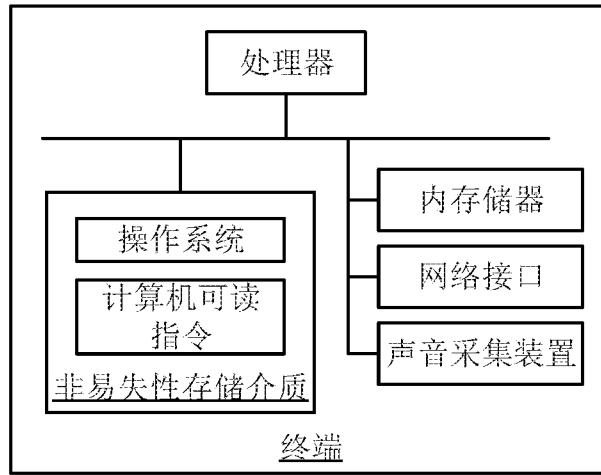 处理器
操作系统
计算机可读
指令
非易失性存储介质
内存储器
网络接口
声音采集装置
终端